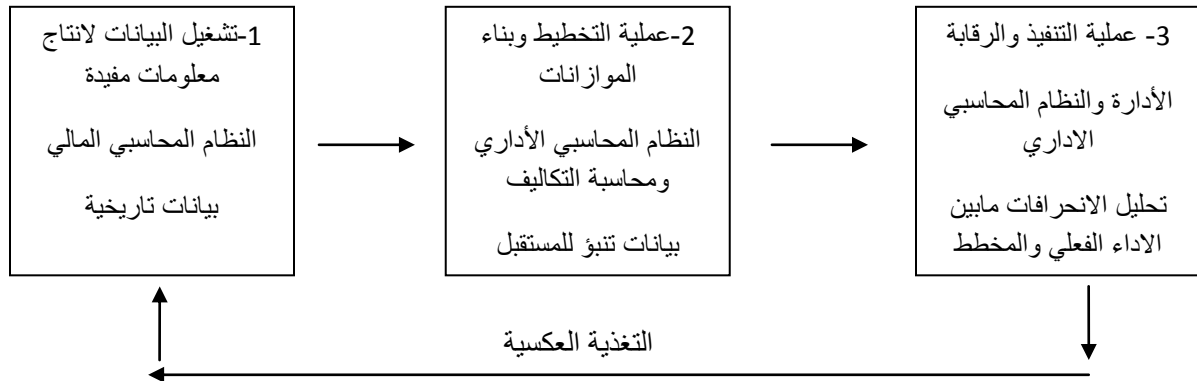 1-تشغيل البيانات لانتاج
معلومات مفيدة
النظام المحاسبي المالي
بيانات تاريخية
2-عملية التخطيط وبناء
الموازانات
النظام المحاسبي الأداري
ومحاسبة التكاليف
بيانات تنبؤ للمستقبل
3- عملية التنفيذ والرقابة
الأدارة والنظام المحاسبي
الاداري
تحليل الانحرافات مابين
الاداء الفعلي والمخطط
التغذية العكسية